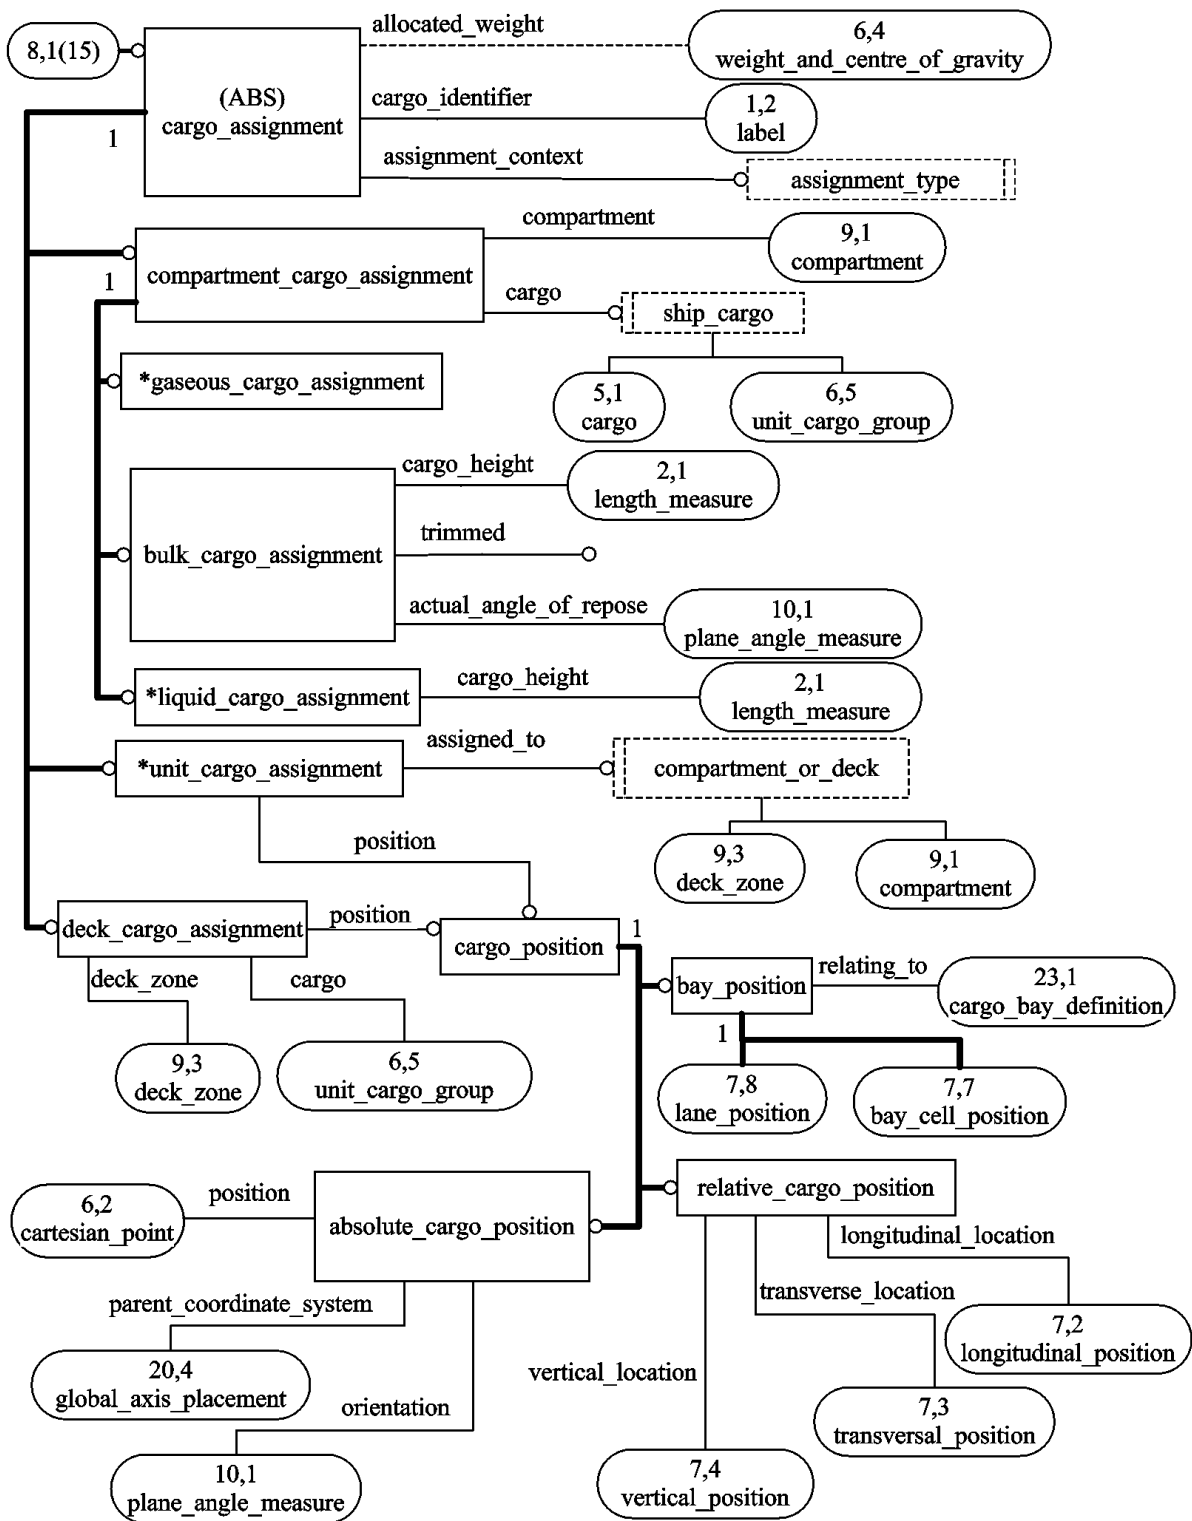 allocated_weight
8,1(15)
6,4
weight_and_centre_of_gravity
(ABS)
cargo_assignment
cargo_identifier
1,2
label
1
assignment_context
assignment_type
compartment
9,1
compartment
compartment_cargo_assignment
1
cargo
ship_cargo
*gaseous_cargo_assignment
5,1
cargo
6,5
unit_cargo_group
cargo_height
2,1
length_measure
trimmed
bulk_cargo_assignment
actual_angle_of_repose
10,1
plane_angle_measure
*liquid_cargo_assignment
cargo_height
2,1
length_measure
assigned_to
*unit_cargo_assignment
compartment_or_deck
position
9,3
deck_zone
9,1
compartment
deck_cargo_assignment
position
cargo_position
1
deck_zone
cargo
bay_position
relating_to
23,1
cargo_bay_definition
1
9,3
deck_zone
6,5
unit_cargo_group
7,8
lane_position
7,7
bay_cell_position
position
6,2
cartesian_point
absolute_cargo_position
relative_cargo_position
longitudinal_location
parent_coordinate_system
transverse_location
7,2
longitudinal_position
20,4
global_axis_placement
vertical_location
orientation
7,3
transversal_position
10,1
plane_angle_measure
7,4
vertical_position